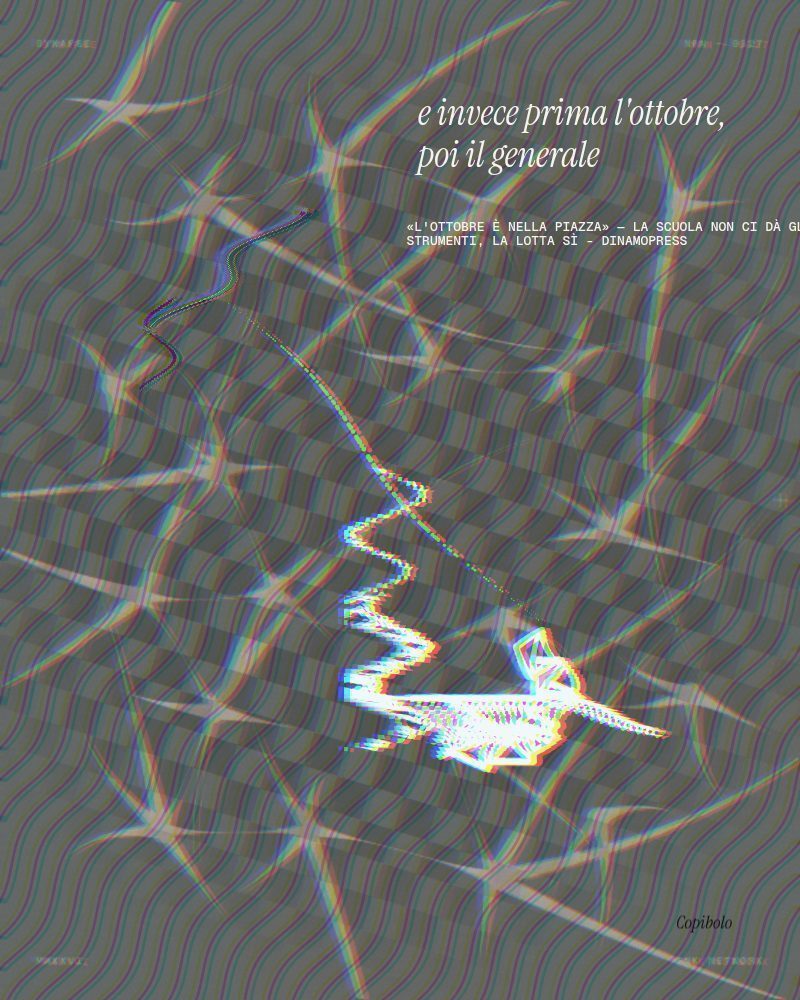 e invece prima l'ottobre,
poi il generale
«L'OTTOBRE È NELLA PIAZZA» — LA SCUOLA NON CI DÀ GL
STRUMENTI, LA LOTTA SÌ - DINAMOPRESS
Copibolo